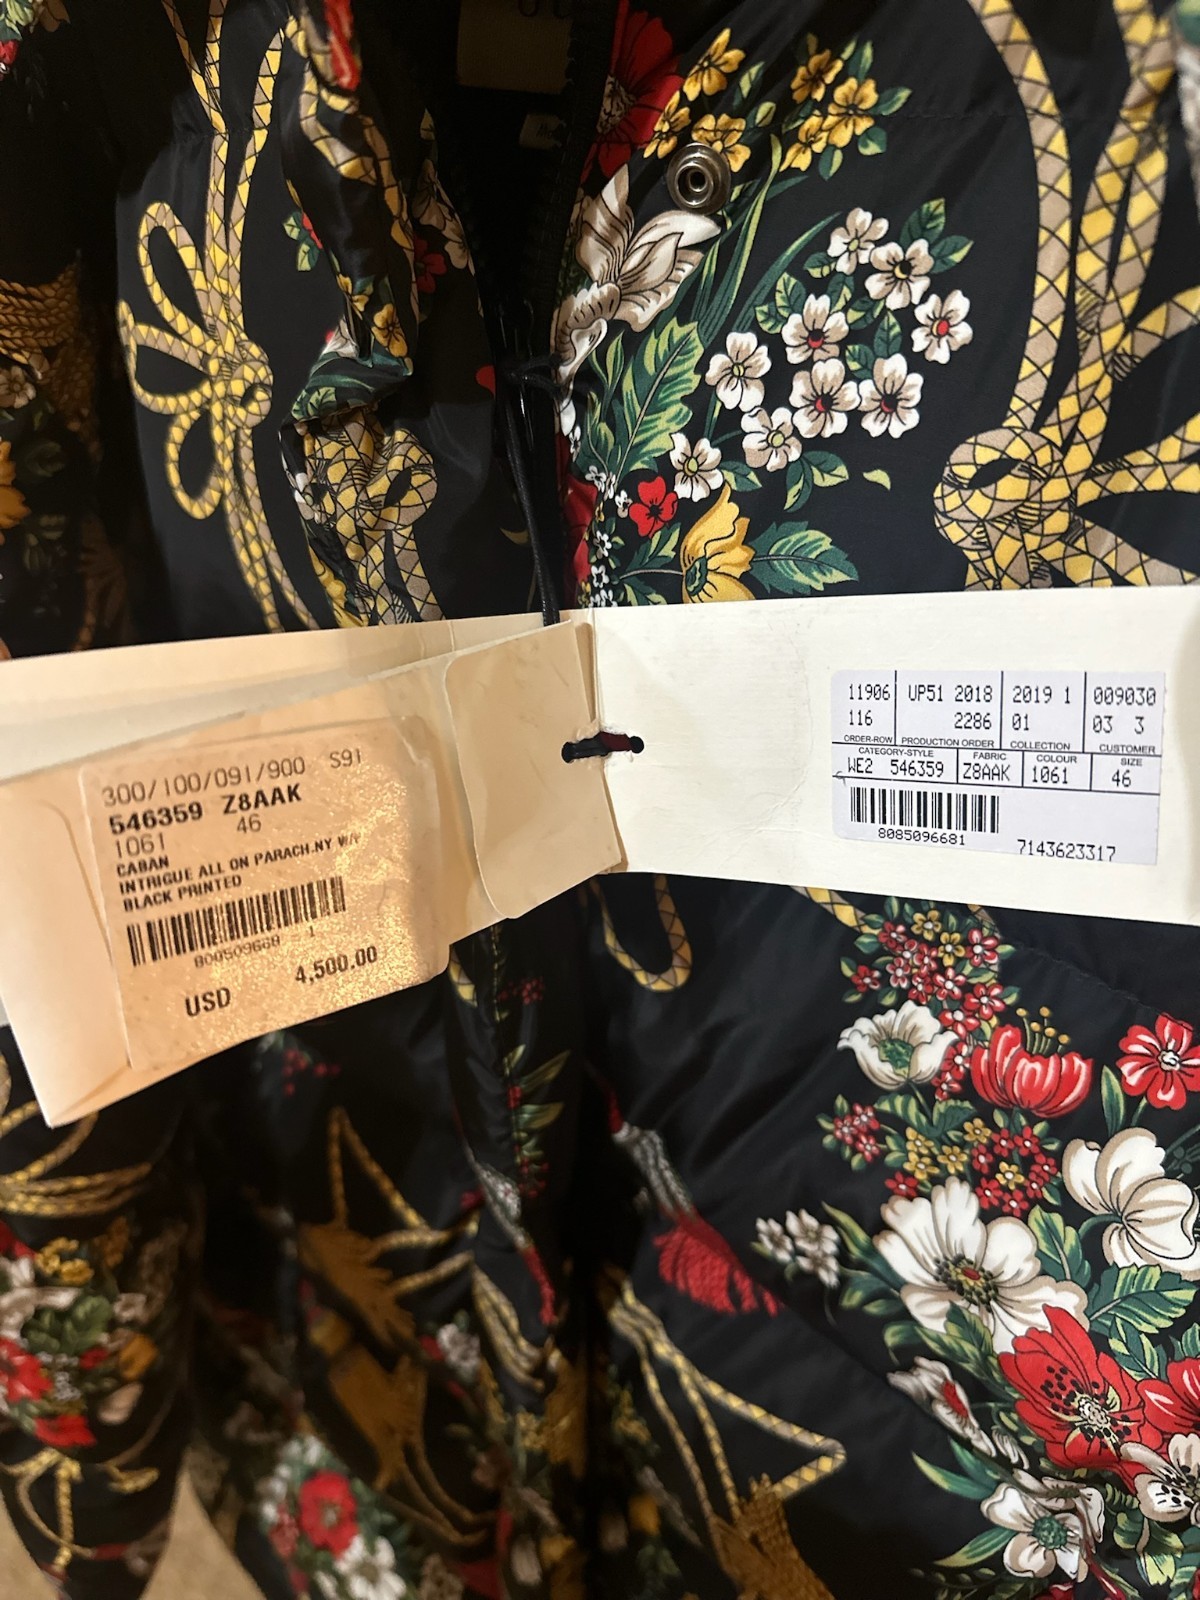 300/100/091/900 S91
546359 Z8AAK
1061 46
CABAN
INTRIGUE ALL ON PARACH.NY W/P
BLACK PRINTED
USD 4,500.00
11906 UP51 2018 2019 1 009030
116 2286 01 03 3
ORDER-ROW PRODUCTION ORDER COLLECTION CUSTOMER
CATEGORY-STYLE FABRIC COLOUR SIZE
WE2 546359 Z8AAK 1061 46
8085096681
7143623317